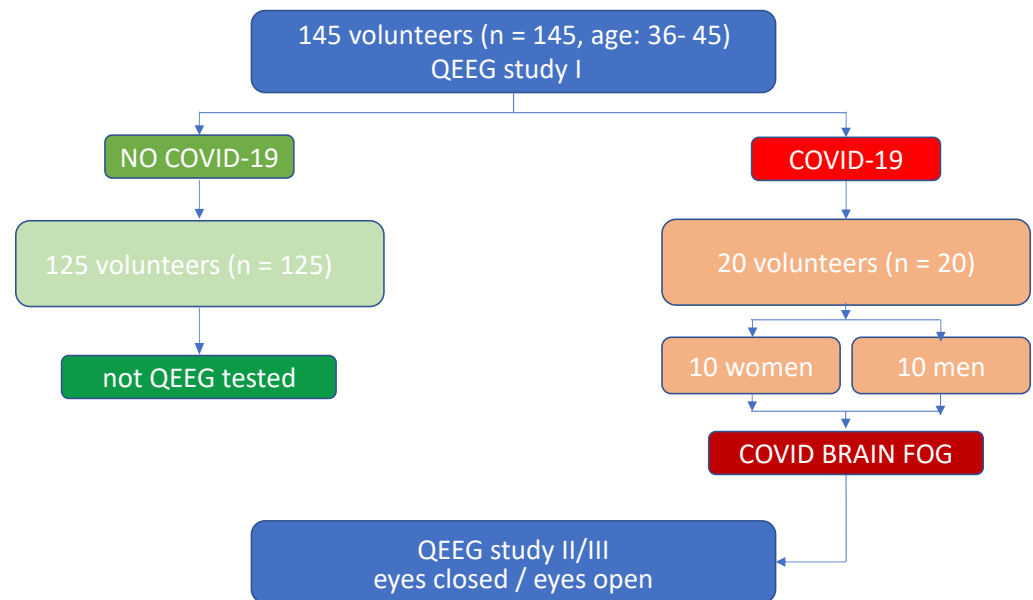 145 volunteers (n = 145, age: 36- 45)
QEEG study I
NO COVID-19
COVID-19
125 volunteers (n = 125)
20 volunteers (n = 20)
not QEEG tested
10 women
10 men
COVID BRAIN FOG
QEEG study II/III
eyes closed / eyes open